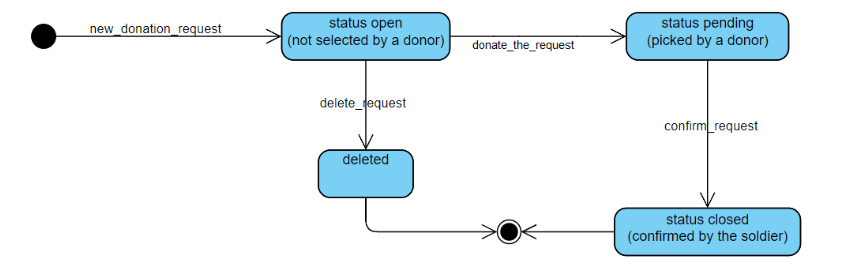 new_donation_request
status open
(not selected by a donor)
donate_the_request
status pending
(picked by a donor)
delete_request
confirm_request
deleted
status closed
(confirmed by the soldier)